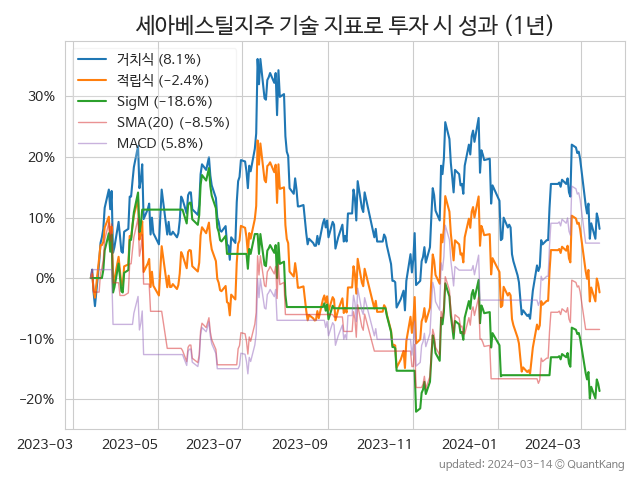 세아베스틸지주 기술 지표로 투자 시 성과 (1년)
거치식 (8.1%)
적립식 (−2.4%)
SigM (−18.6%)
SMA(20) (−8.5%)
MACD (5.8%)
30%
20%
10%
0%
−10%
−20%
2023-03 2023-05 2023-07 2023-09 2023-11 2024-01 2024-03
updated: 2024-03-14 © QuantKang